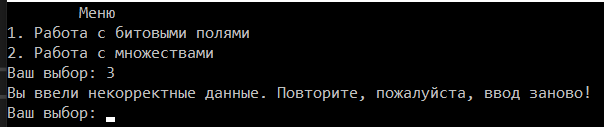 Меню
1. Работа с битовыми полями
2. Работа с множествами
Ваш выбор: 3
Вы ввели некорректные данные. Повторите, пожалуйста, ввод заново!
Ваш выбор: